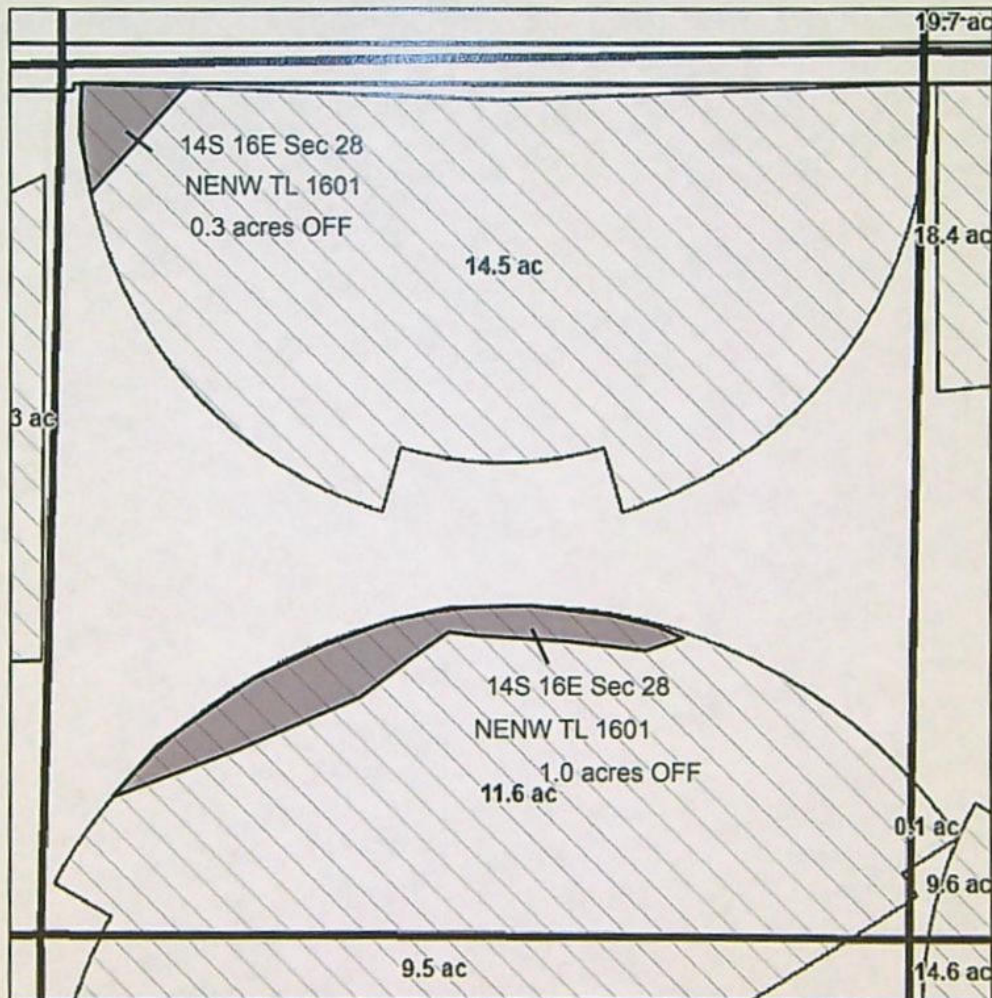 19.7 ac
14S 16E Sec 28
NENW TL 1601
0.3 acres OFF
18.4 ac
14.5 ac
3 ac
14S 16E Sec 28
NENW TL 1601
1.0 acres OFF
11.6 ac
0.1 ac
9.6 ac
9.5 ac
14.6 ac